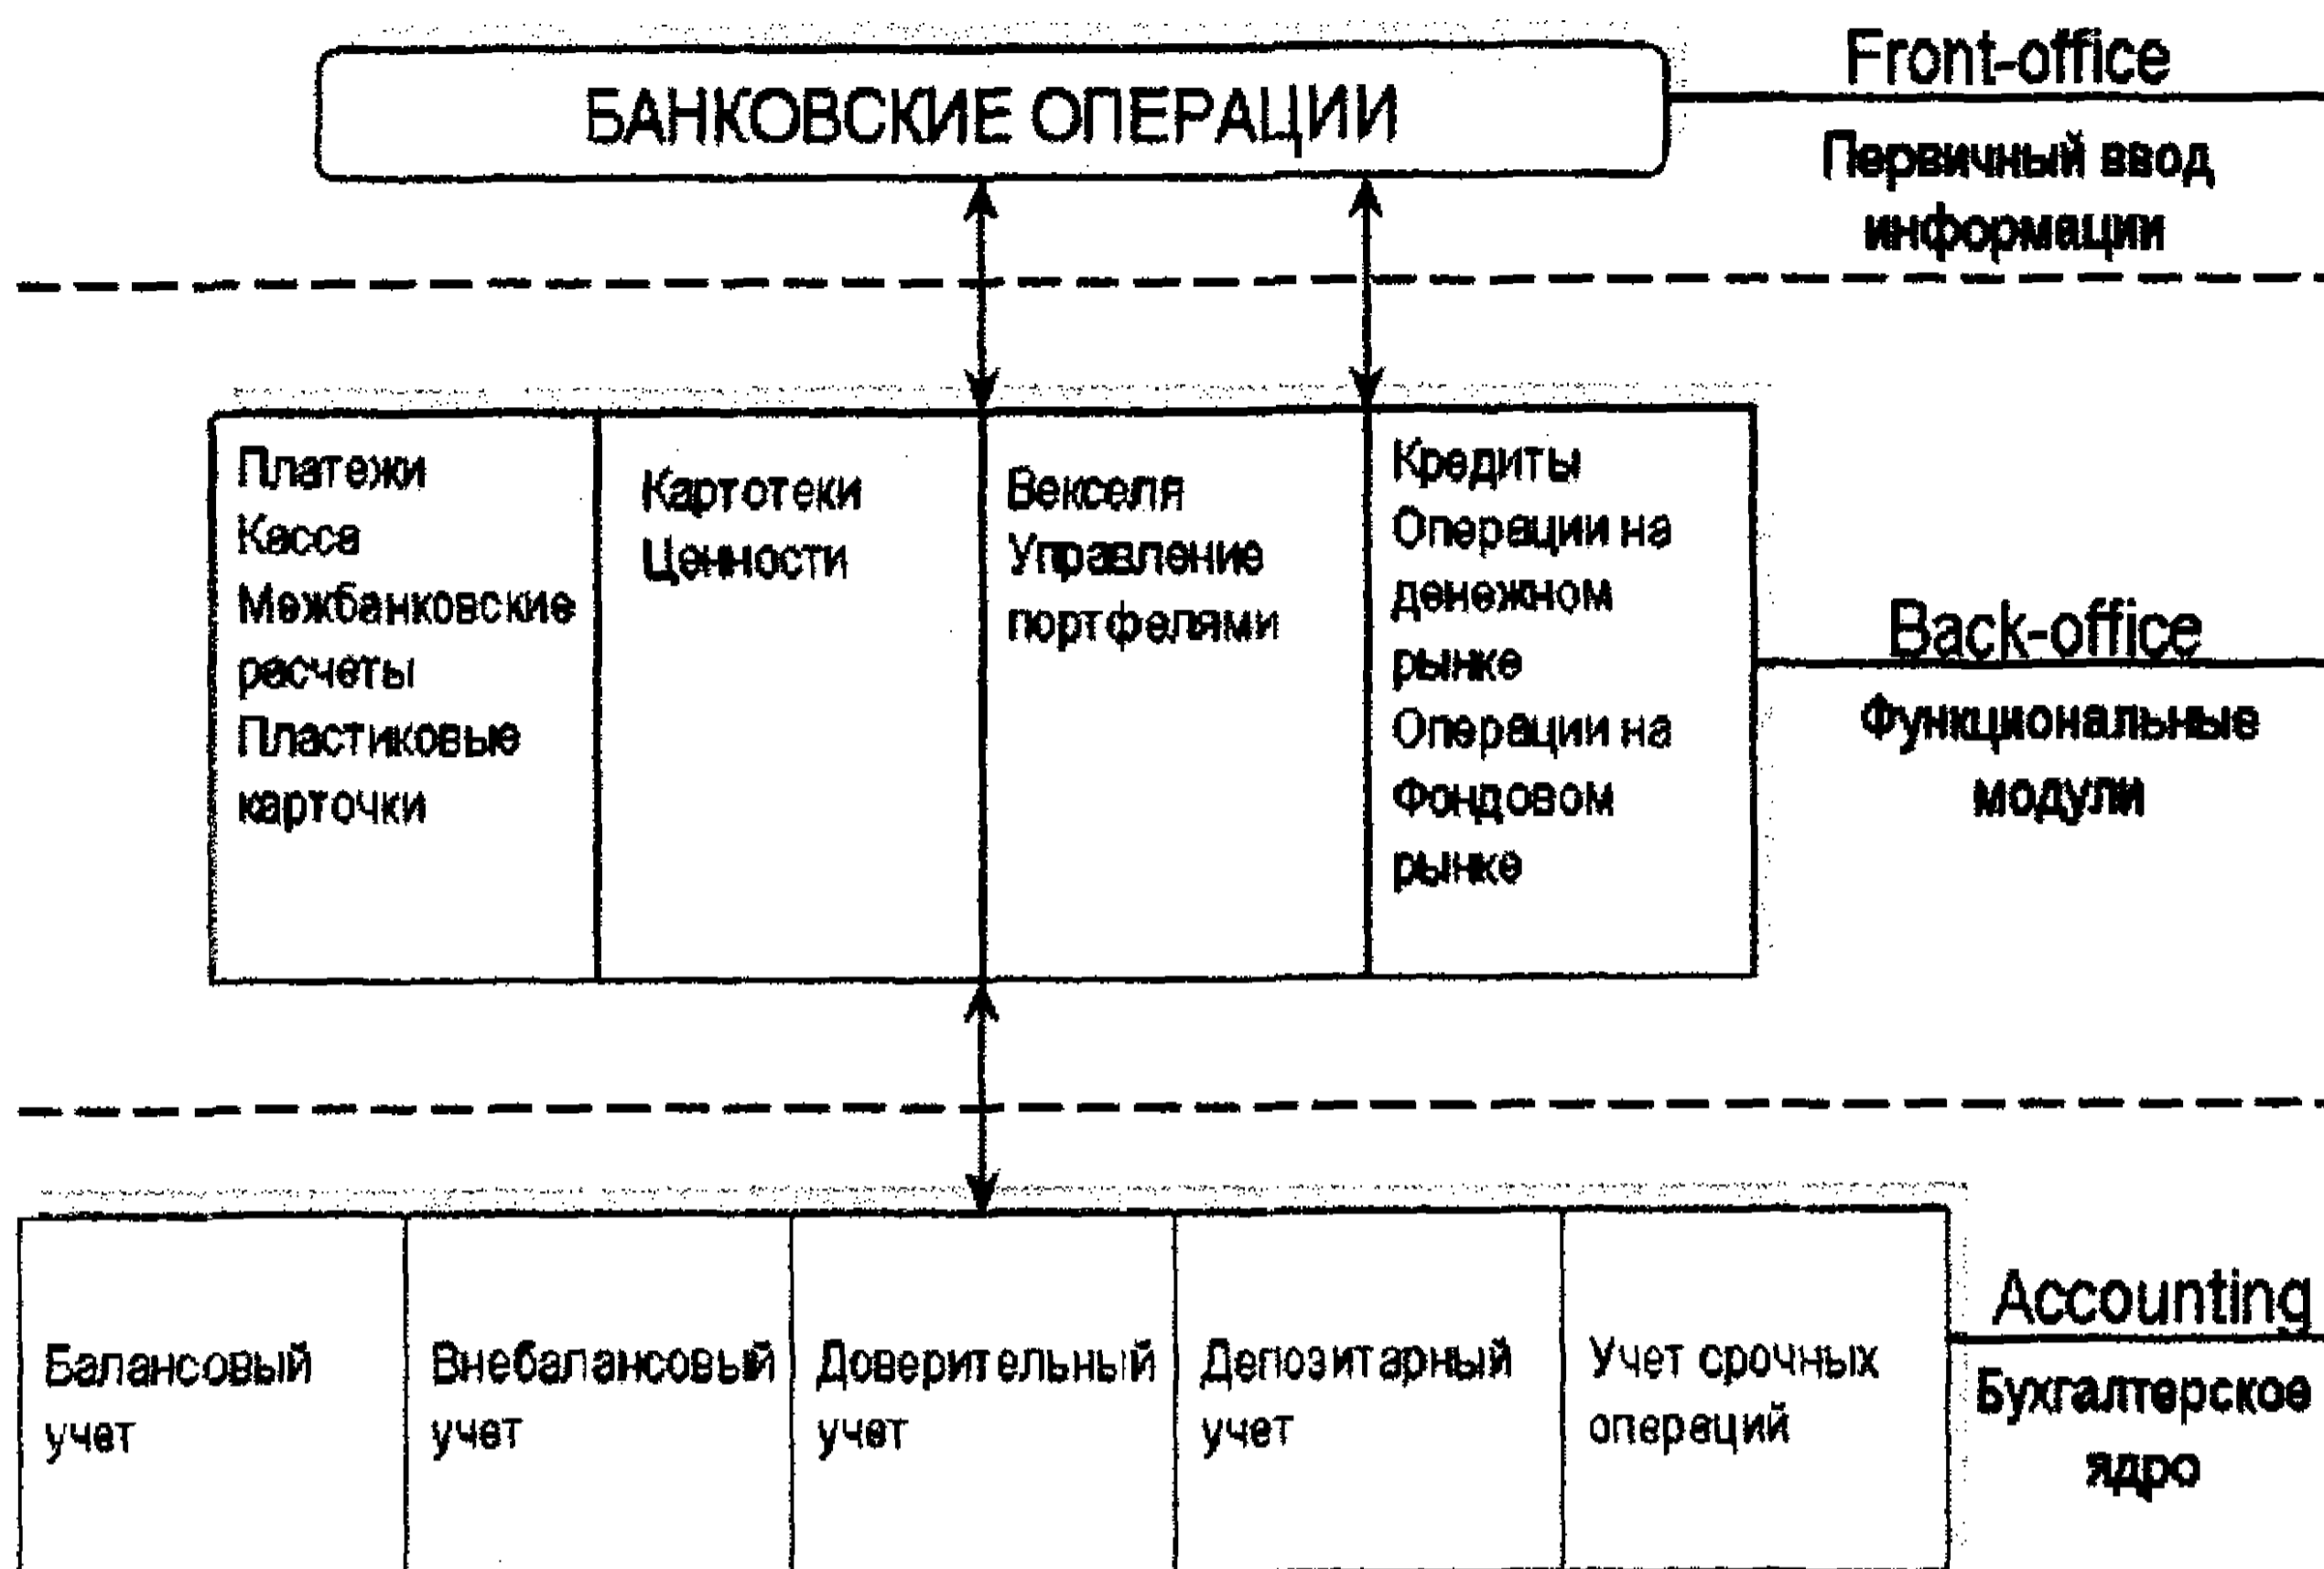 БАНКОВСКИЕ ОПЕРАЦИИ
Front-office
Первичный ввод
информации
Платежи
Касса
Межбанковские
расчеты
Пластиковые
карточки
Картотеки
Ценности
Векселя
Управление
портфелями
Кредиты
Операции на
денежном
рынке
Операции на
Фондовом
рынке
Back-office
Функциональные
модули
Балансовый
учет
Внебалансовый
учет
Доверительный
учет
Депозитарный
учет
Учет срочных
операций
Accounting
Бухгалтерское
ядро